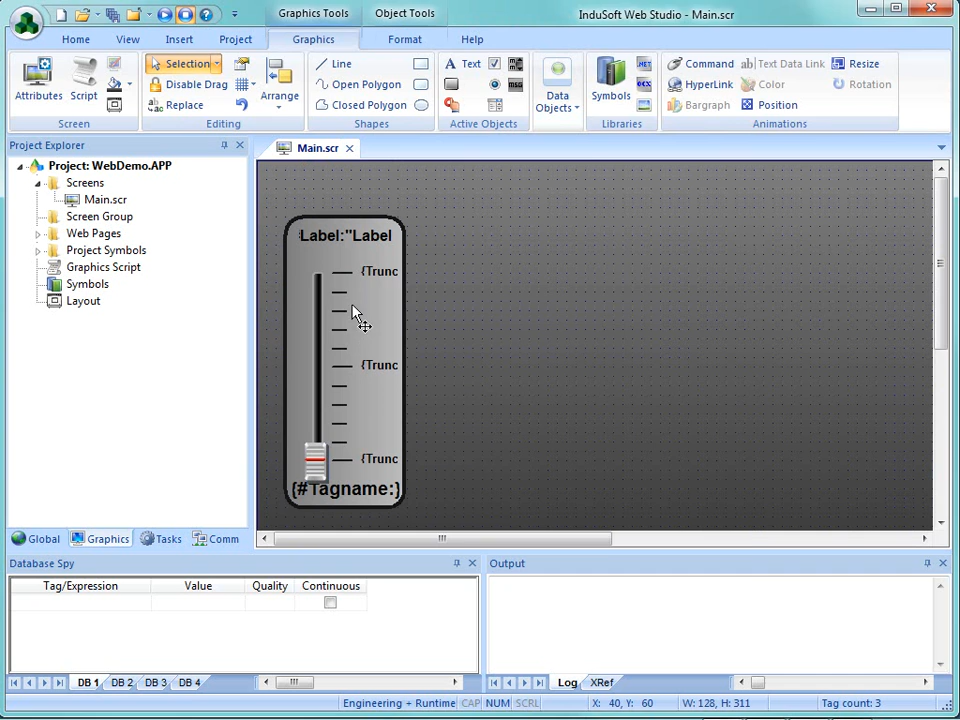 Graphics Tools
Object Tools
InduSoft Web Studio - Main.scr
Home
View
Insert
Project
Graphics
Format
Help
Attributes
Script
Screen
Selection
Disable Drag
Replace
Editing
Arrange
Line
Open Polygon
Closed Polygon
Shapes
A Text
Active Objects
Data
Objects
Symbols
.NET
OCX
Libraries
Command
HyperLink
Bargraph
Text Data Link
Color
Position
Resize
Rotation
Animations
Project Explorer
Main.scr
Project: WebDemo.APP
Screens
Main.scr
Screen Group
Web Pages
Project Symbols
Graphics Script
Symbols
Layout
Label:"Label
{Trunc
{Trunc
{Trunc
{#Tagname:}
Global
Graphics
Tasks
Comm
Database Spy
Tag/Expression
Value
Quality
Continuous
DB 1
DB 2
DB 3
DB 4
Output
Log
XRef
Engineering + Runtime
CAP
NUM
SCRL
X: 40, Y: 60
W: 128, H: 311
Tag count: 3